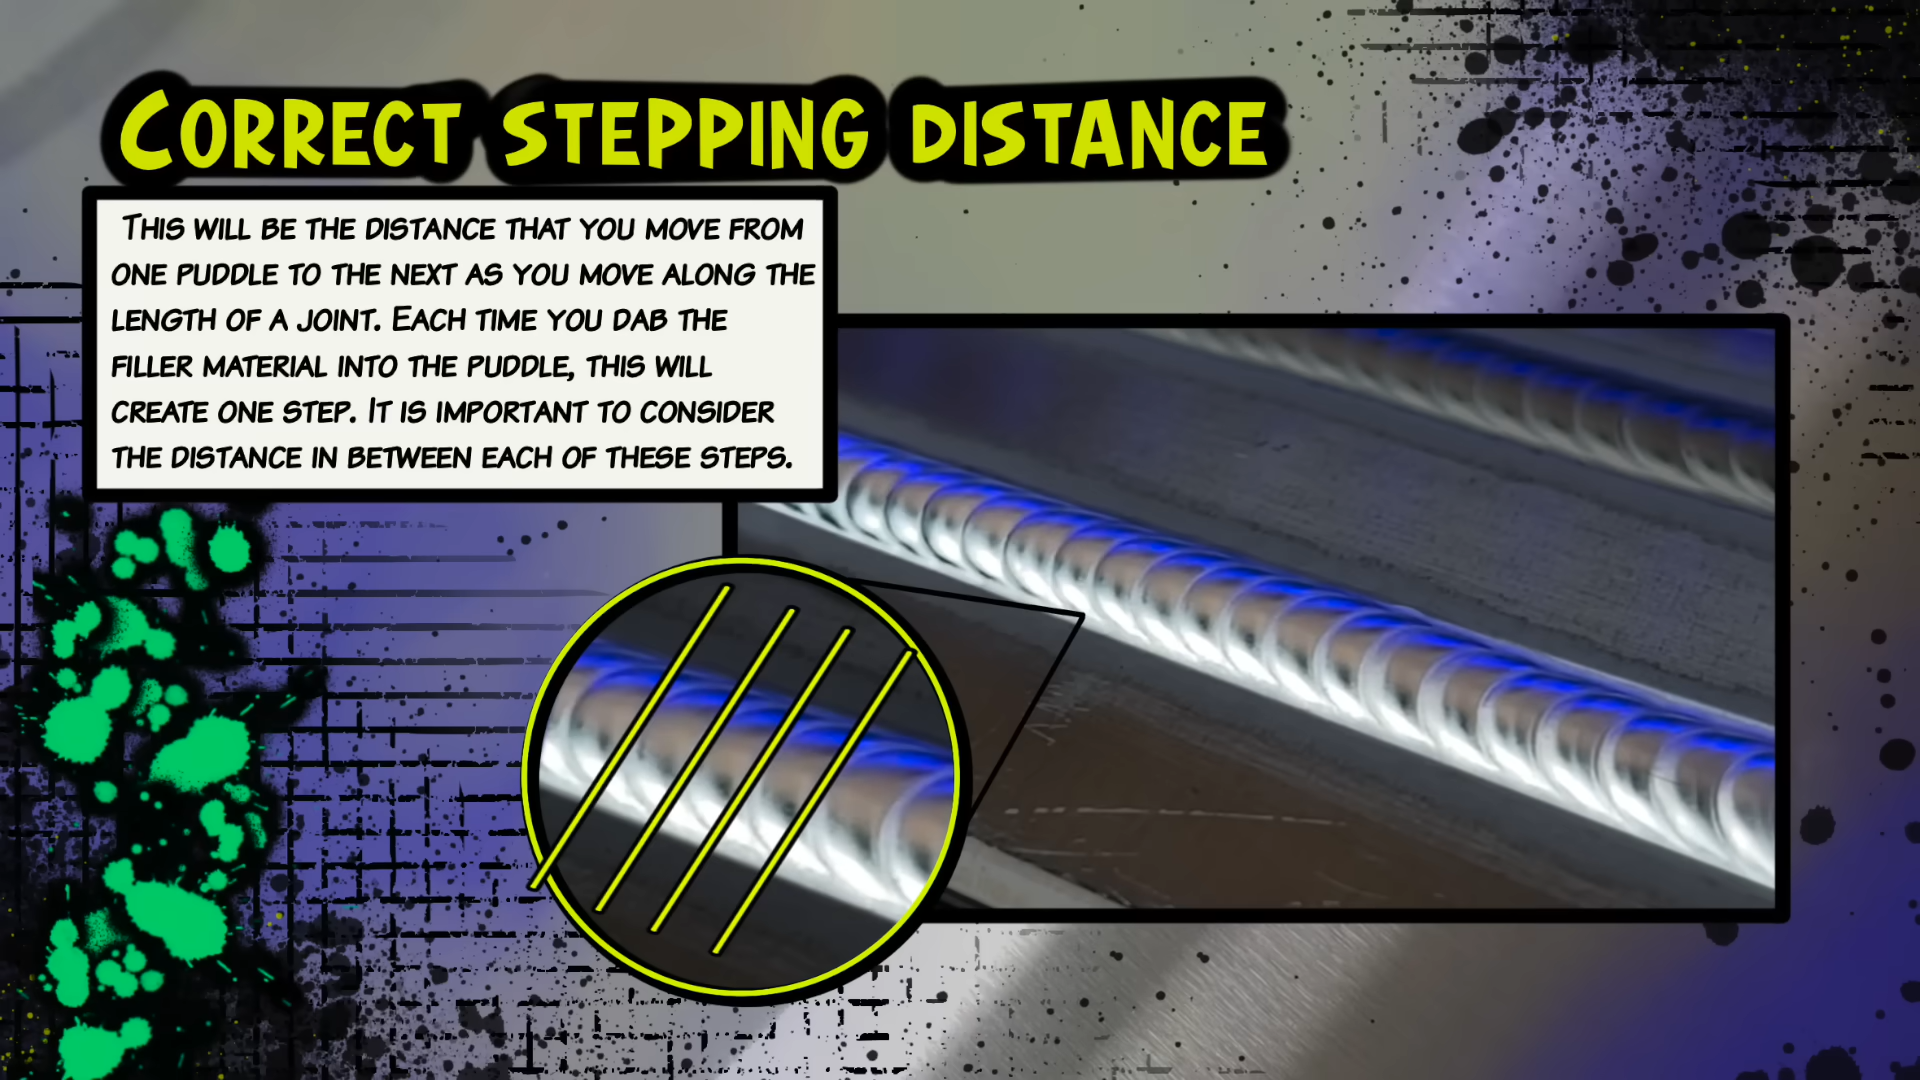 Correct stepping distance
This will be the distance that you move from
one puddle to the next as you move along the
length of a joint. Each time you dab the
filler material into the puddle, this will
create one step. It is important to consider
the distance in between each of these steps.